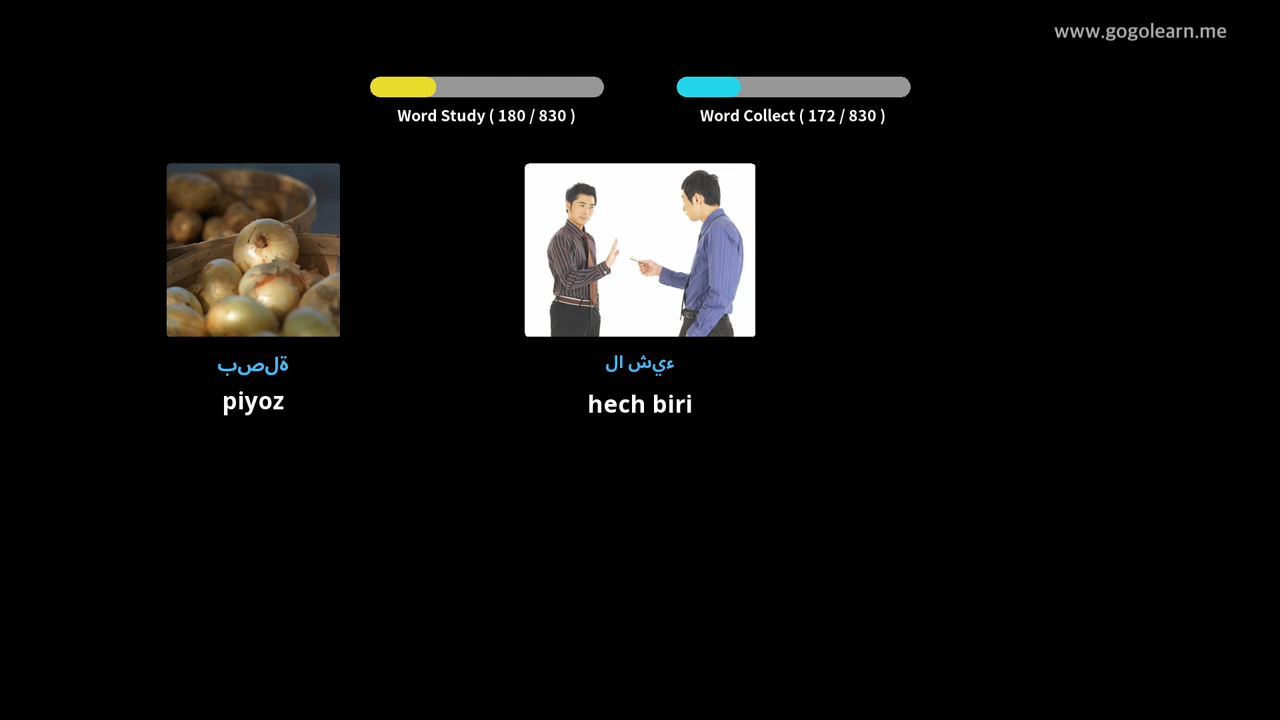 www.gogolearn.me
Word Study ( 180 / 830 )
Word Collect ( 172 / 830 )
ةلصب
piyoz
ءيش ال
hech biri